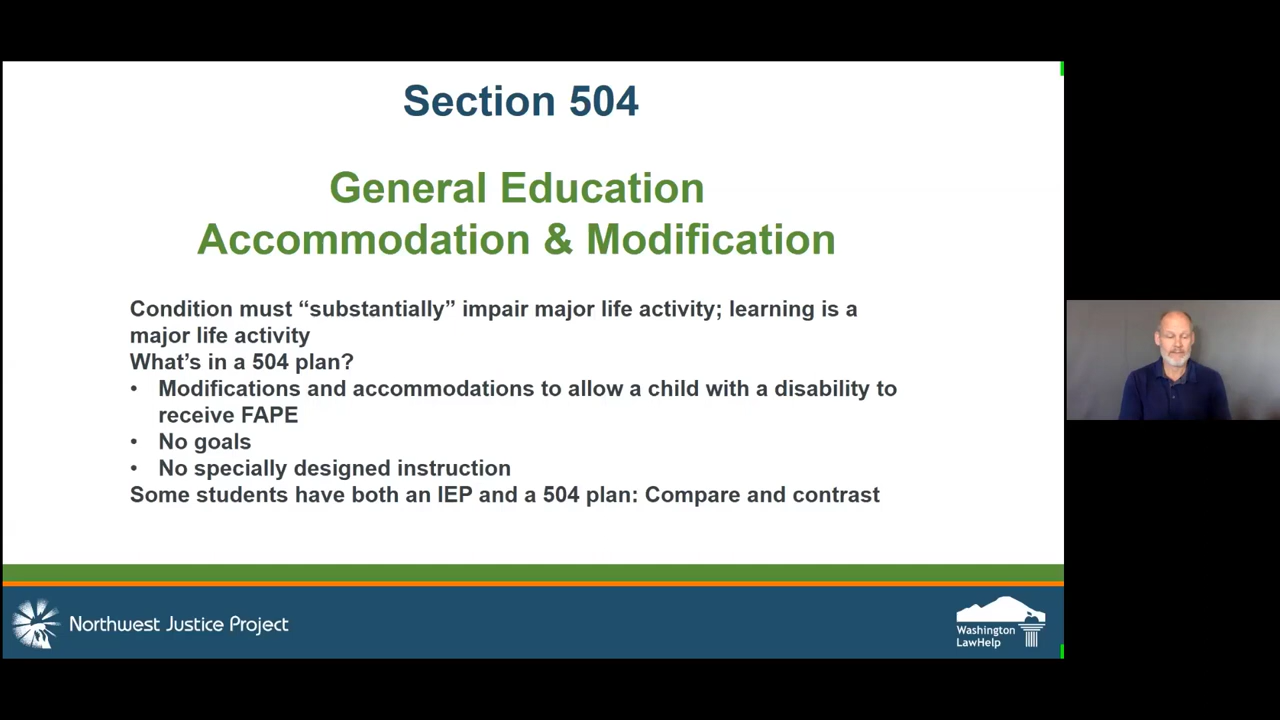 Section 504
General Education
Accommodation & Modification
Condition must “substantially” impair major life activity; learning is a
major life activity
What’s in a 504 plan?
• Modifications and accommodations to allow a child with a disability to
receive FAPE
• No goals
• No specially designed instruction
Some students have both an IEP and a 504 plan: Compare and contrast
Northwest Justice Project
Washington
LawHelp